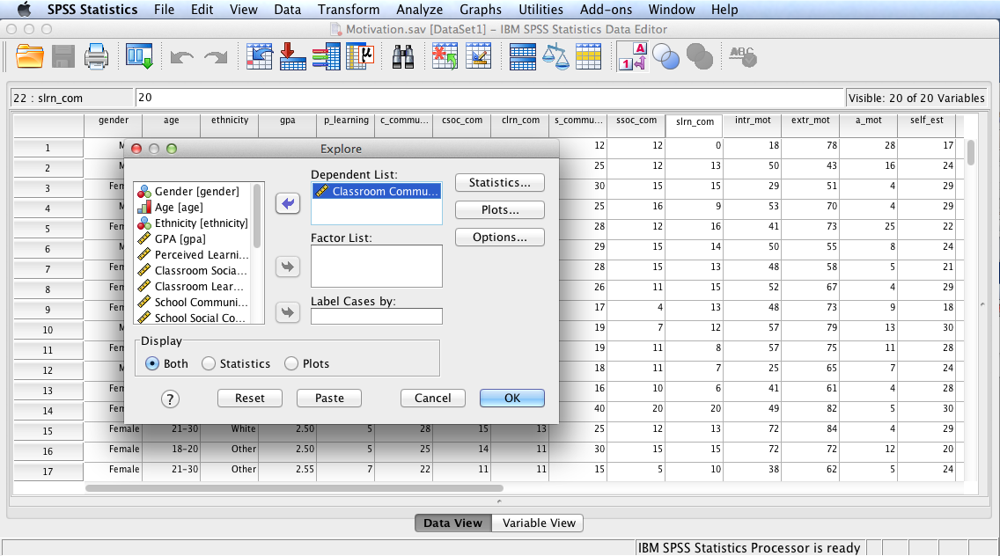 SPSS Statistics File Edit View Data Transform Analyze Graphs Utilities Add-ons Window Help
Motivation.sav [DataSet1] – IBM SPSS Statistics Data Editor
22 : slrn_com 20 Visible: 20 of 20 Variables
gender age ethnicity gpa p_learning c_commu... csoc_com clrn_com s_commu... ssoc_com slrn_com intr_mot extr_mot a_mot self_est
1 12 12 0 18 78 28 17
2 25 12 13 50 43 16 24
3 30 15 15 29 51 4 29
4 25 16 9 53 70 4 29
5 28 12 16 41 73 25 22
6 29 15 14 50 55 8 24
7 28 15 13 48 58 5 21
8 26 11 15 52 67 4 29
9 17 4 13 48 73 9 18
10 19 7 12 57 79 13 30
11 19 11 8 57 75 11 28
12 18 11 7 25 65 7 24
13 16 10 6 41 61 4 28
14 40 20 20 49 82 5 30
15 Female 21-30 White 2.50 5 28 15 13 25 12 13 72 84 4 29
16 Female 18-20 Other 2.50 5 25 14 11 30 15 15 72 72 12 20
17 Female 21-30 Other 2.55 7 22 11 11 15 5 10 38 62 5 24
Explore
Gender [gender]
Age [age]
Ethnicity [ethnicity]
GPA [gpa]
Perceived Learni...
Classroom Socia...
Classroom Lear...
School Communi...
School Social Co...
Dependent List:
Classroom Commu...
Factor List:
Label Cases by:
Statistics...
Plots...
Options...
Display
Both Statistics Plots
? Reset Paste Cancel OK
Data View Variable View
IBM SPSS Statistics Processor is ready